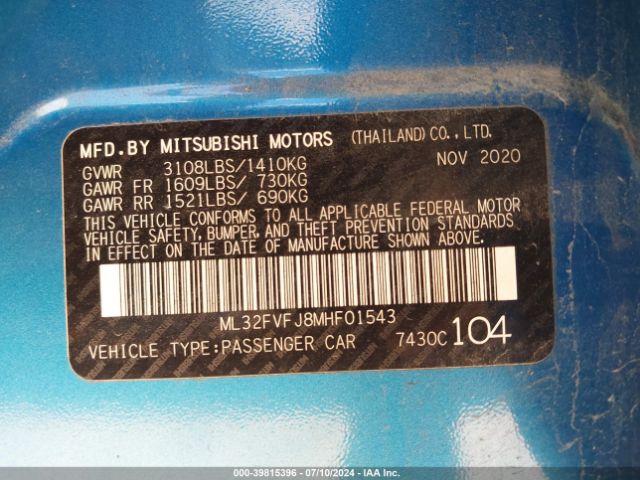 MFD.BY MITSUBISHI MOTORS (THAILAND)CO.,LTD.
GVWR 3108LBS/1410KG NOV 2020
GAWR FR 1609LBS/ 730KG
GAWR RR 1521LBS/ 690KG
THIS VEHICLE CONFORMS TO ALL APPLICABLE FEDERAL MOTOR
VEHICLE SAFETY, BUMPER, AND THEFT PREVENTION STANDARDS
IN EFFECT ON THE DATE OF MANUFACTURE SHOWN ABOVE.
ML32FVFJ8MHF01543
VEHICLE TYPE:PASSENGER CAR 7430C 104
000-39815396 - 07/10/2024 - IAA Inc.